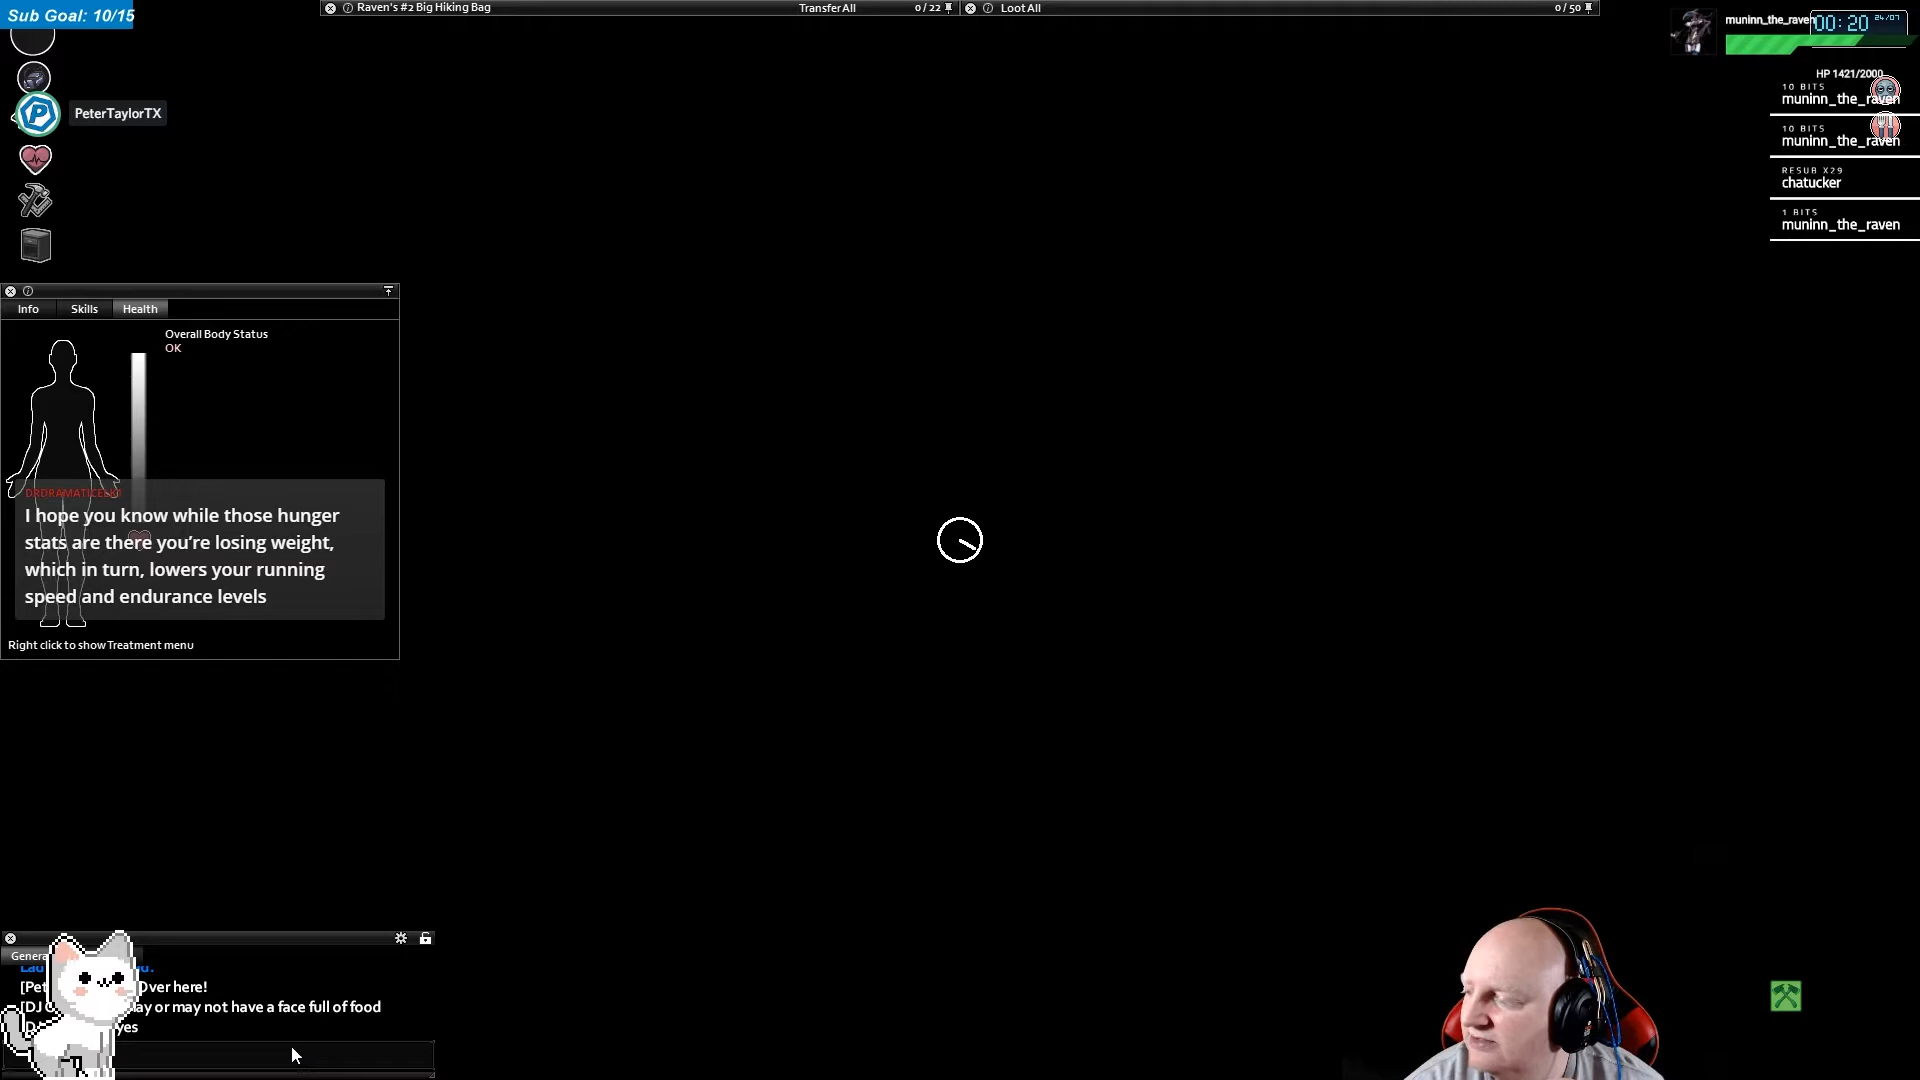 Sub Goal: 10/15
Raven's #2 Big Hiking Bag
Transfer All
0 / 22
Loot All
0 / 50
muninn_the_raven
00:20
24/07
HP 1421/2000
10 BITS
muninn_the_raven
10 BITS
muninn_the_raven
RESUB X29
chatucker
1 BITS
muninn_the_raven
PeterTaylorTX
Info
Skills
Health
Overall Body Status
OK
I hope you know while those hunger
stats are there you're losing weight,
which in turn, lowers your running
speed and endurance levels
Right click to show Treatment menu
Over here!
or may not have a face full of food
yes